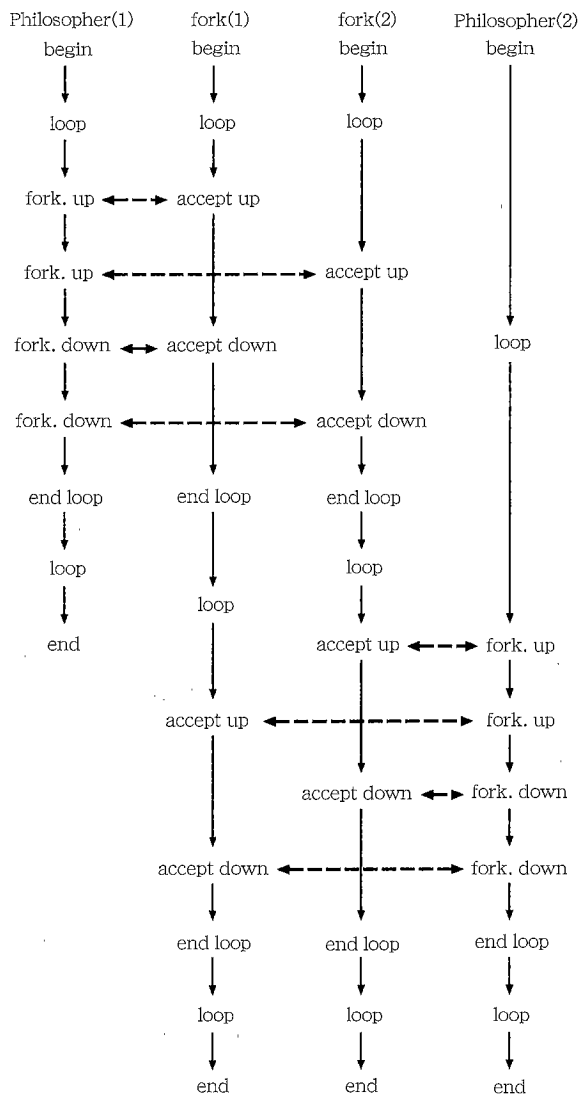 Philosopher(1) fork(1) fork(2) Philosopher(2)
begin begin begin begin
loop loop loop
fork. up accept up
fork. up accept up
fork. down accept down loop
fork. down accept down
end loop end loop end loop
loop loop
loop
end accept up fork. up
accept up fork. up
accept down fork. down
accept down fork. down
end loop end loop end loop
loop loop loop
end end end